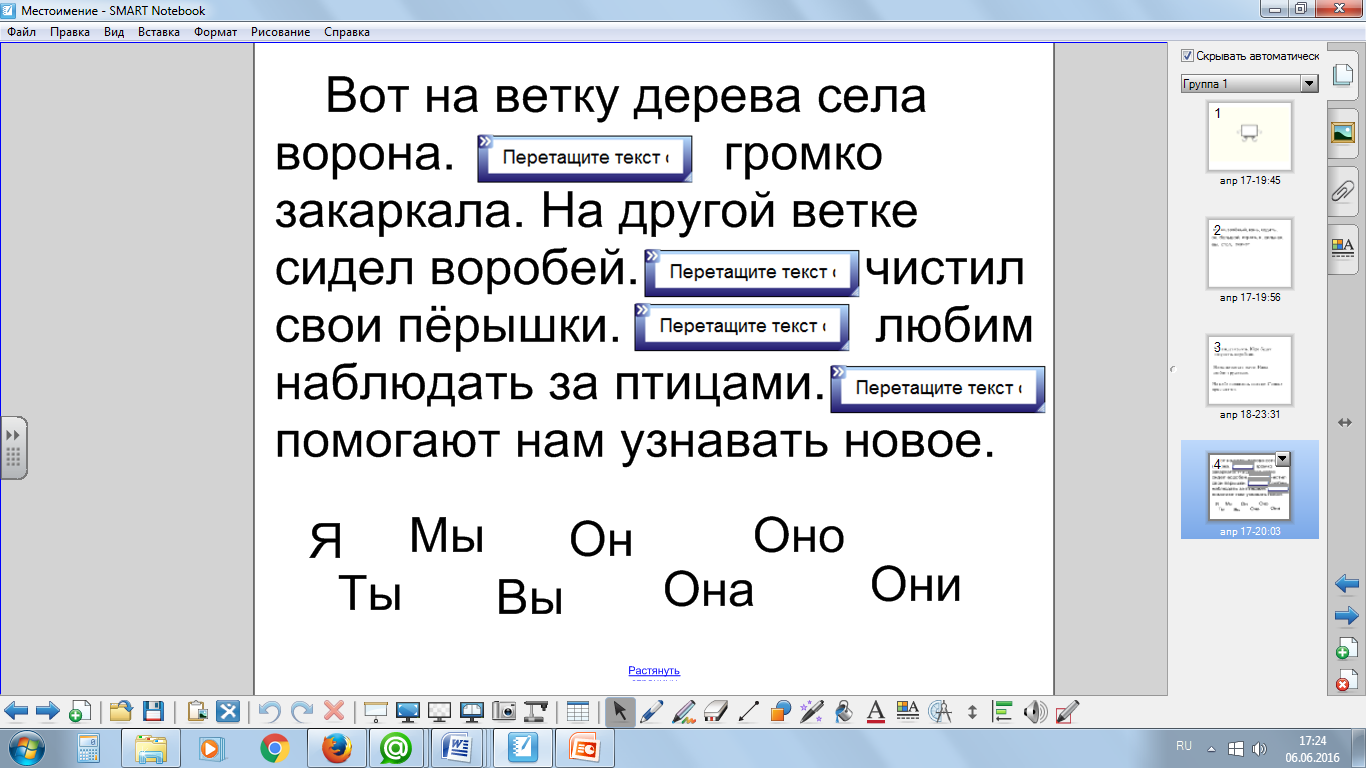 Местоимение - SMART Notebook
Файл Правка Вид Вставка Формат Рисование Справка
Скрывать автоматическ
Группа 1
Вот на ветку дерева села
ворона. Перетащите текст с громко
закаркала. На другой ветке
сидел воробей. Перетащите текст с чистил
свои пёрышки. Перетащите текст с любим
наблюдать за птицами. Перетащите текст с
помогают нам узнавать новое.
Я Мы Он Оно
Ты Вы Она Они
Растянуть
1
апр 17-19:45
2
апр 17-19:56
3
апр 18-23:31
4
апр 17-20:03
RU 17:24
06.06.2016